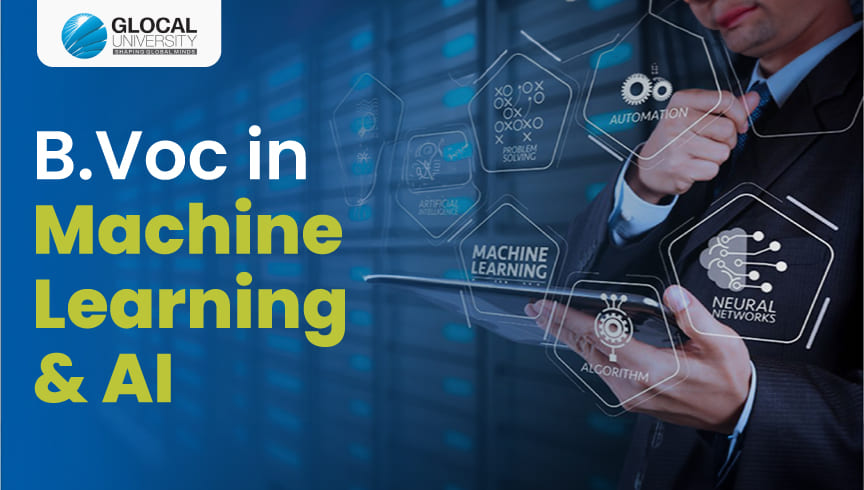 GLOCAL
UNIVERSITY
SHAPING GLOBAL MINDS
B.Voc in
Machine
Learning
& AI
AUTOMATION
PROBLEM
SOLVING
ARTIFICIAL
INTELLIGENCE
MACHINE
LEARNING
NEURAL
NETWORKS
ALGORITHM